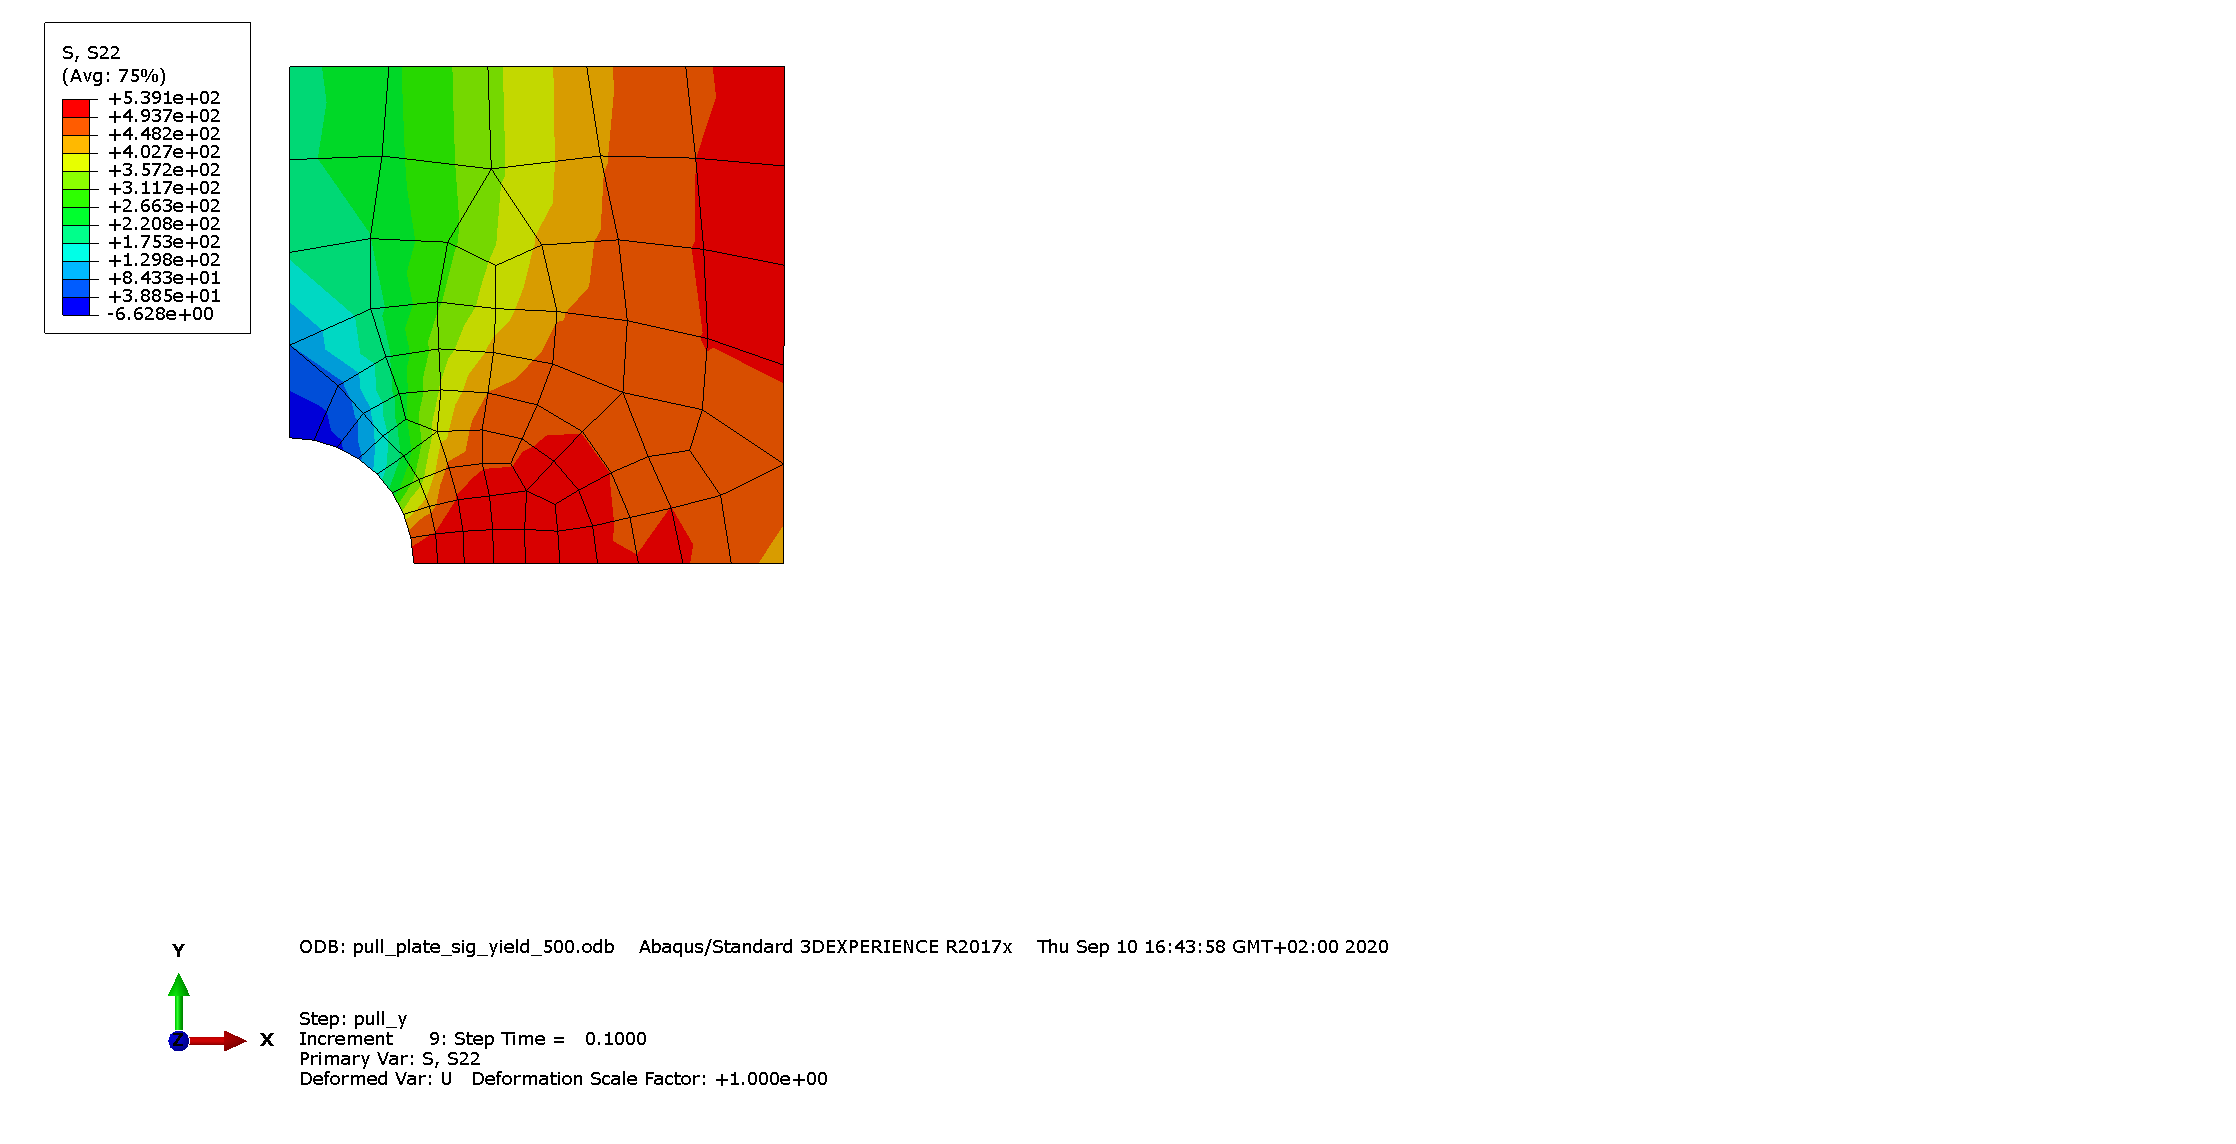 S, S22
(Avg: 75%)
+5.391e+02
+4.937e+02
+4.482e+02
+4.027e+02
+3.572e+02
+3.117e+02
+2.663e+02
+2.208e+02
+1.753e+02
+1.298e+02
+8.433e+01
+3.885e+01
-6.628e+00
Y
Z
X
ODB: pull_plate_sig_yield_500.odb Abaqus/Standard 3DEXPERIENCE R2017x Thu Sep 10 16:43:58 GMT+02:00 2020
Step: pull_y
Increment 9: Step Time = 0.1000
Primary Var: S, S22
Deformed Var: U Deformation Scale Factor: +1.000e+00